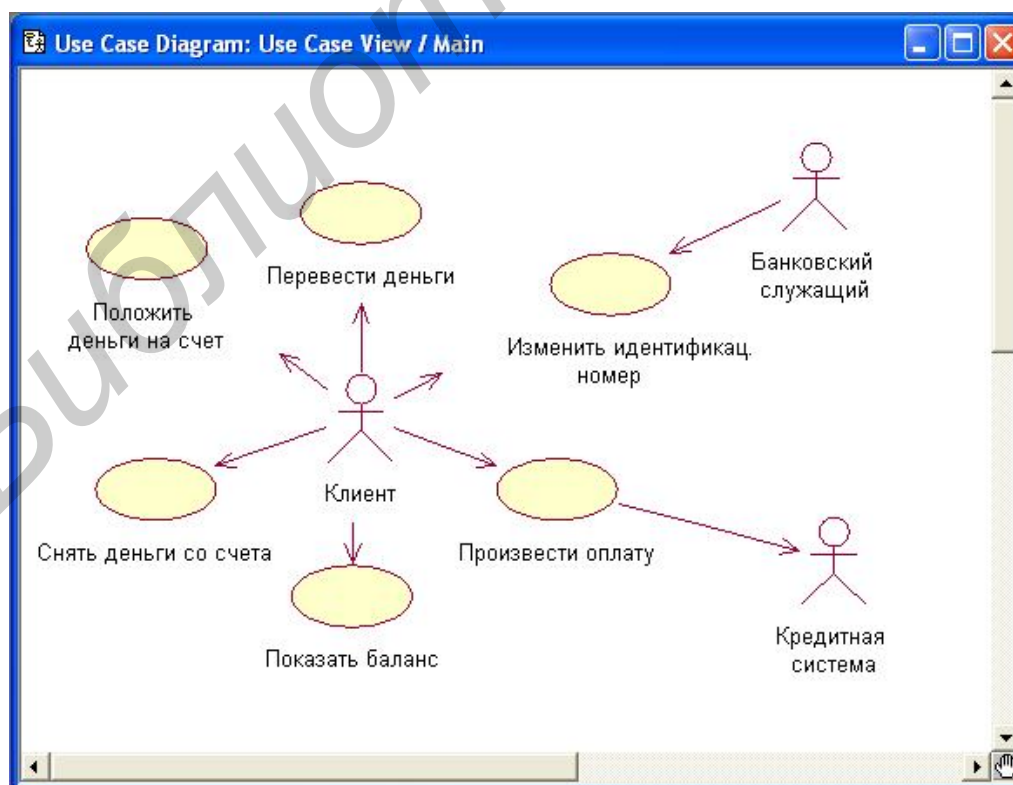 Use Case Diagram: Use Case View / Main
Банковский
служащий
Перевести деньги
Положить
деньги на счет
Изменить идентификац.
номер
Клиент
Снять деньги со счета
Произвести оплату
Показать баланс
Кредитная
система